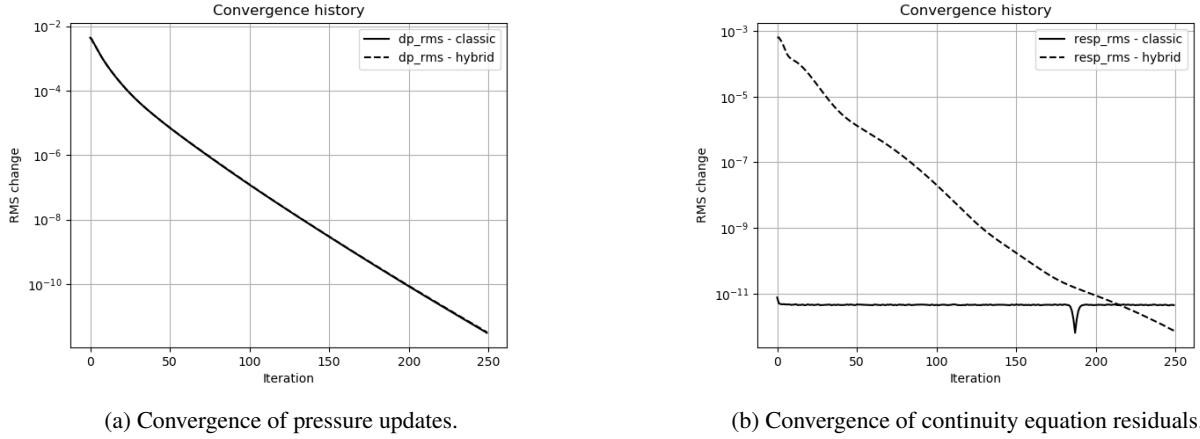 Convergence history
10^-2
10^-4
10^-6
10^-8
10^-10
RMS change
dp_rms - classic
dp_rms - hybrid
0 50 100 150 200 250
Iteration
(a) Convergence of pressure updates.
Convergence history
10^-3
10^-5
10^-7
10^-9
10^-11
RMS change
resp_rms - classic
resp_rms - hybrid
0 50 100 150 200 250
Iteration
(b) Convergence of continuity equation residuals